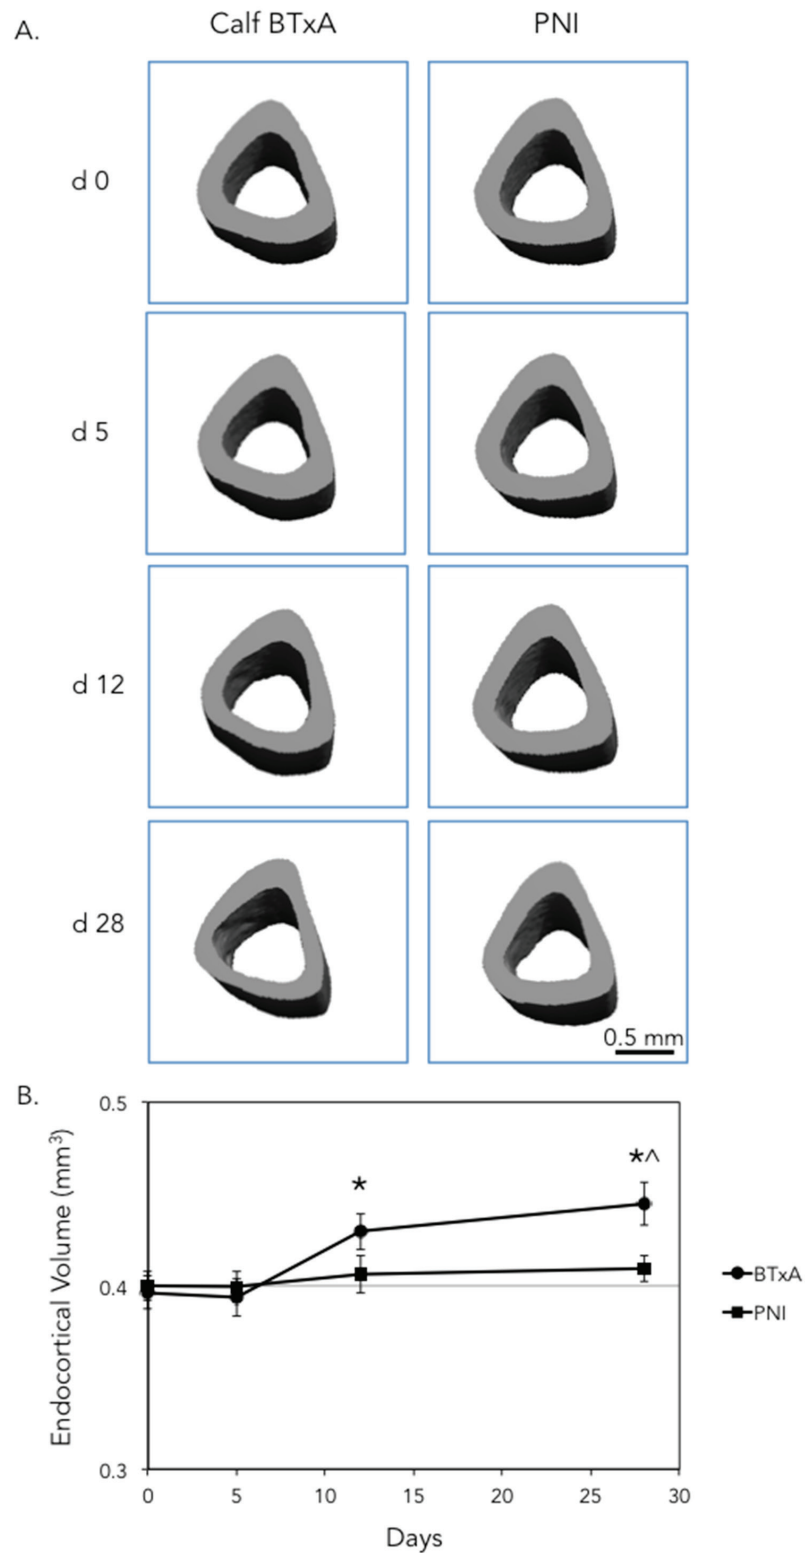 A.
Calf BTxA PNI
d 0
d 5
d 12
d 28
0.5 mm
B.
Endocortical Volume (mm³)
0.5
0.4
0.3
*
*^
BTxA
PNI
0 5 10 15 20 25 30
Days